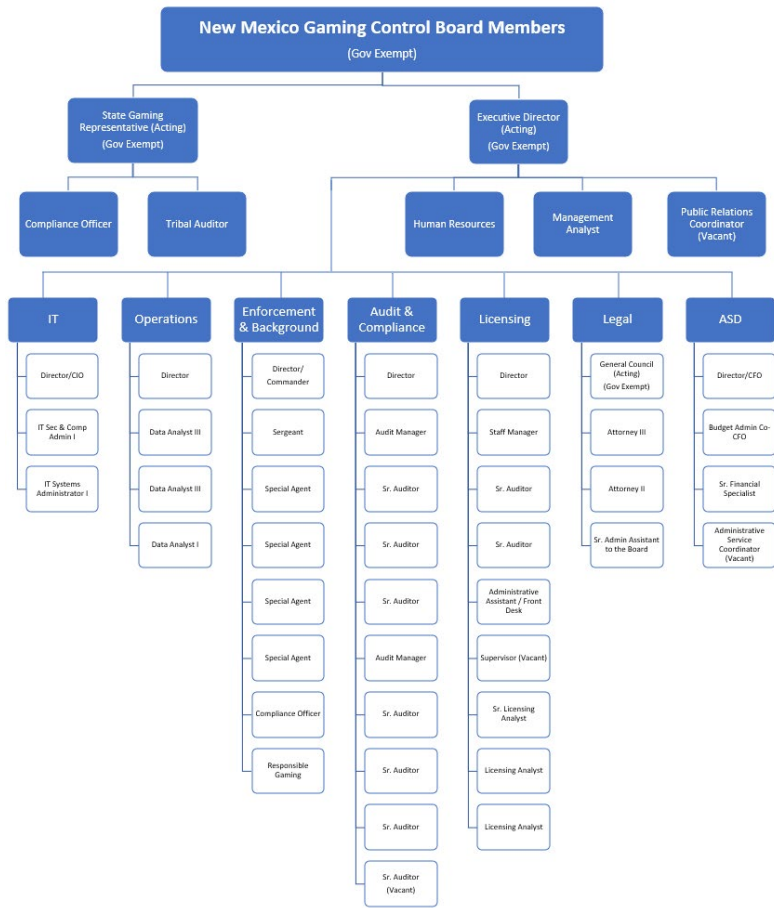 New Mexico Gaming Control Board Members
(Gov Exempt)
State Gaming
Representative (Acting)
(Gov Exempt)
Executive Director
(Acting)
(Gov Exempt)
Compliance Officer
Tribal Auditor
Human Resources
Management
Analyst
Public Relations
Coordinator
(Vacant)
IT
Director/CIO
IT Sec & Comp
Admin I
IT Systems
Administrator I
Operations
Director
Data Analyst III
Data Analyst III
Data Analyst I
Enforcement
& Background
Director/
Commander
Sergeant
Special Agent
Special Agent
Special Agent
Special Agent
Compliance Officer
Responsible
Gaming
Audit &
Compliance
Director
Audit Manager
Sr. Auditor
Sr. Auditor
Sr. Auditor
Audit Manager
Sr. Auditor
Sr. Auditor
Sr. Auditor
Sr. Auditor
(Vacant)
Licensing
Director
Staff Manager
Sr. Auditor
Sr. Auditor
Administrative
Assistant / Front
Desk
Supervisor (Vacant)
Sr. Licensing
Analyst
Licensing Analyst
Licensing Analyst
Legal
General Council
(Acting)
(Gov Exempt)
Attorney III
Attorney II
Sr. Admin Assistant
to the Board
ASD
Director/CFO
Budget Admin Co-
CFO
Sr. Financial
Specialist
Administrative
Service
Coordinator
(Vacant)